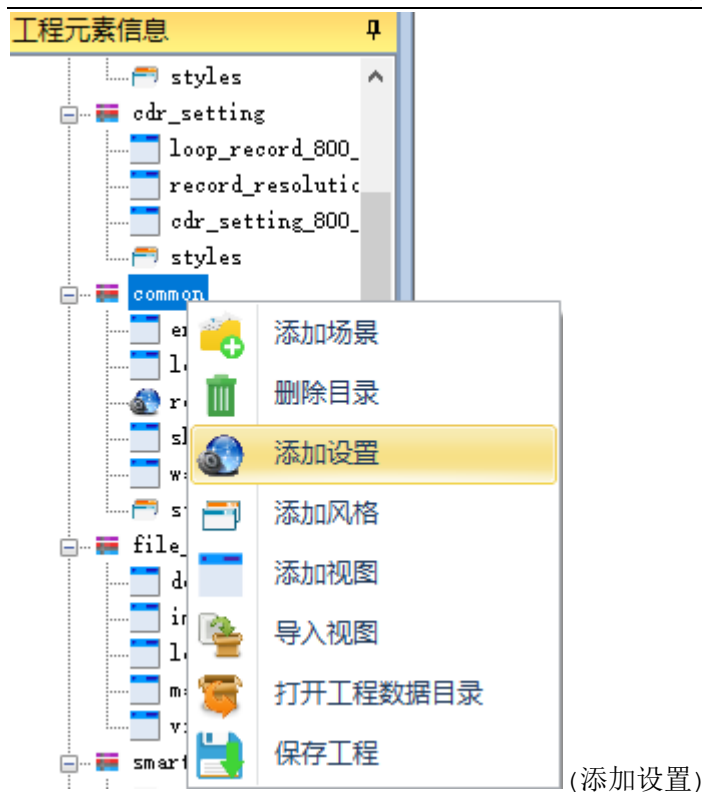 工程元素信息
styles
cdr_setting
loop_record_800_
record_resolutic
cdr_setting_800_
styles
common
添加场景
删除目录
添加设置
添加风格
file_
添加视图
导入视图
打开工程数据目录
保存工程
smart
(添加设置)